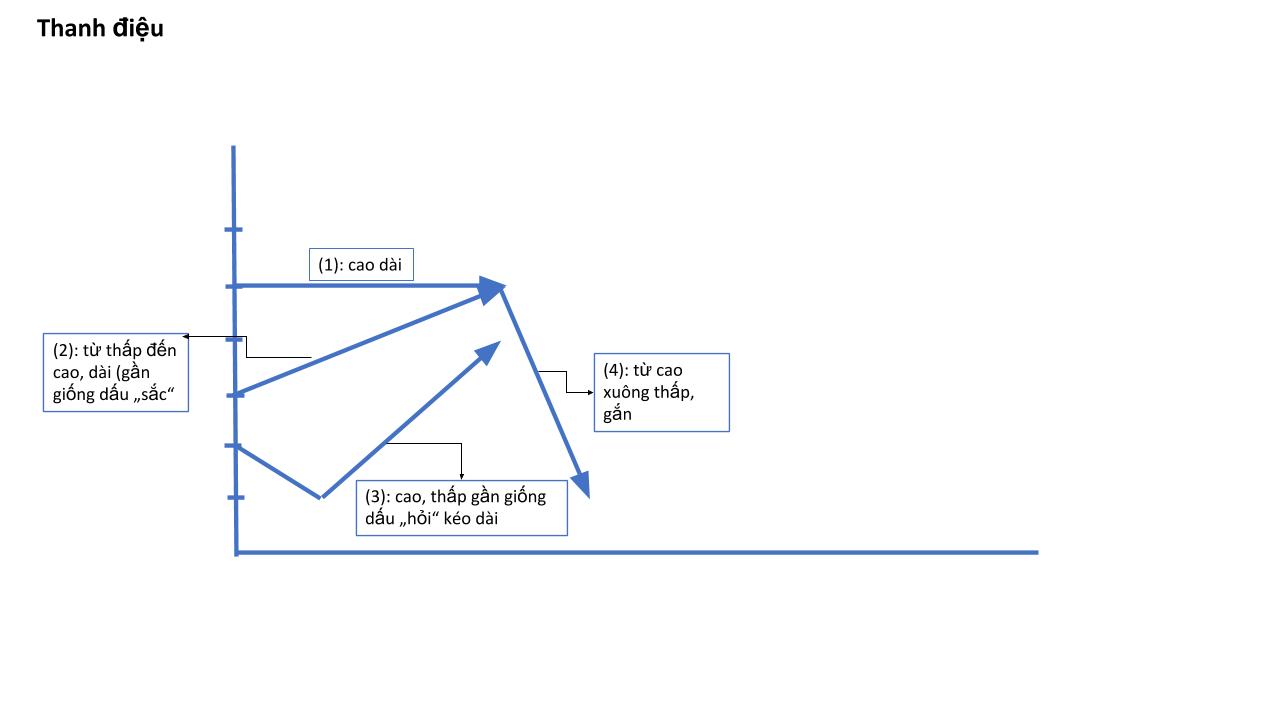 Thanh điệu
(1): cao dài
(2): từ thấp đến
cao, dài (gần
giống dấu „sắc“
(4): từ cao
xuông thấp,
gắn
(3): cao, thấp gần giống
dấu „hỏi“ kéo dài